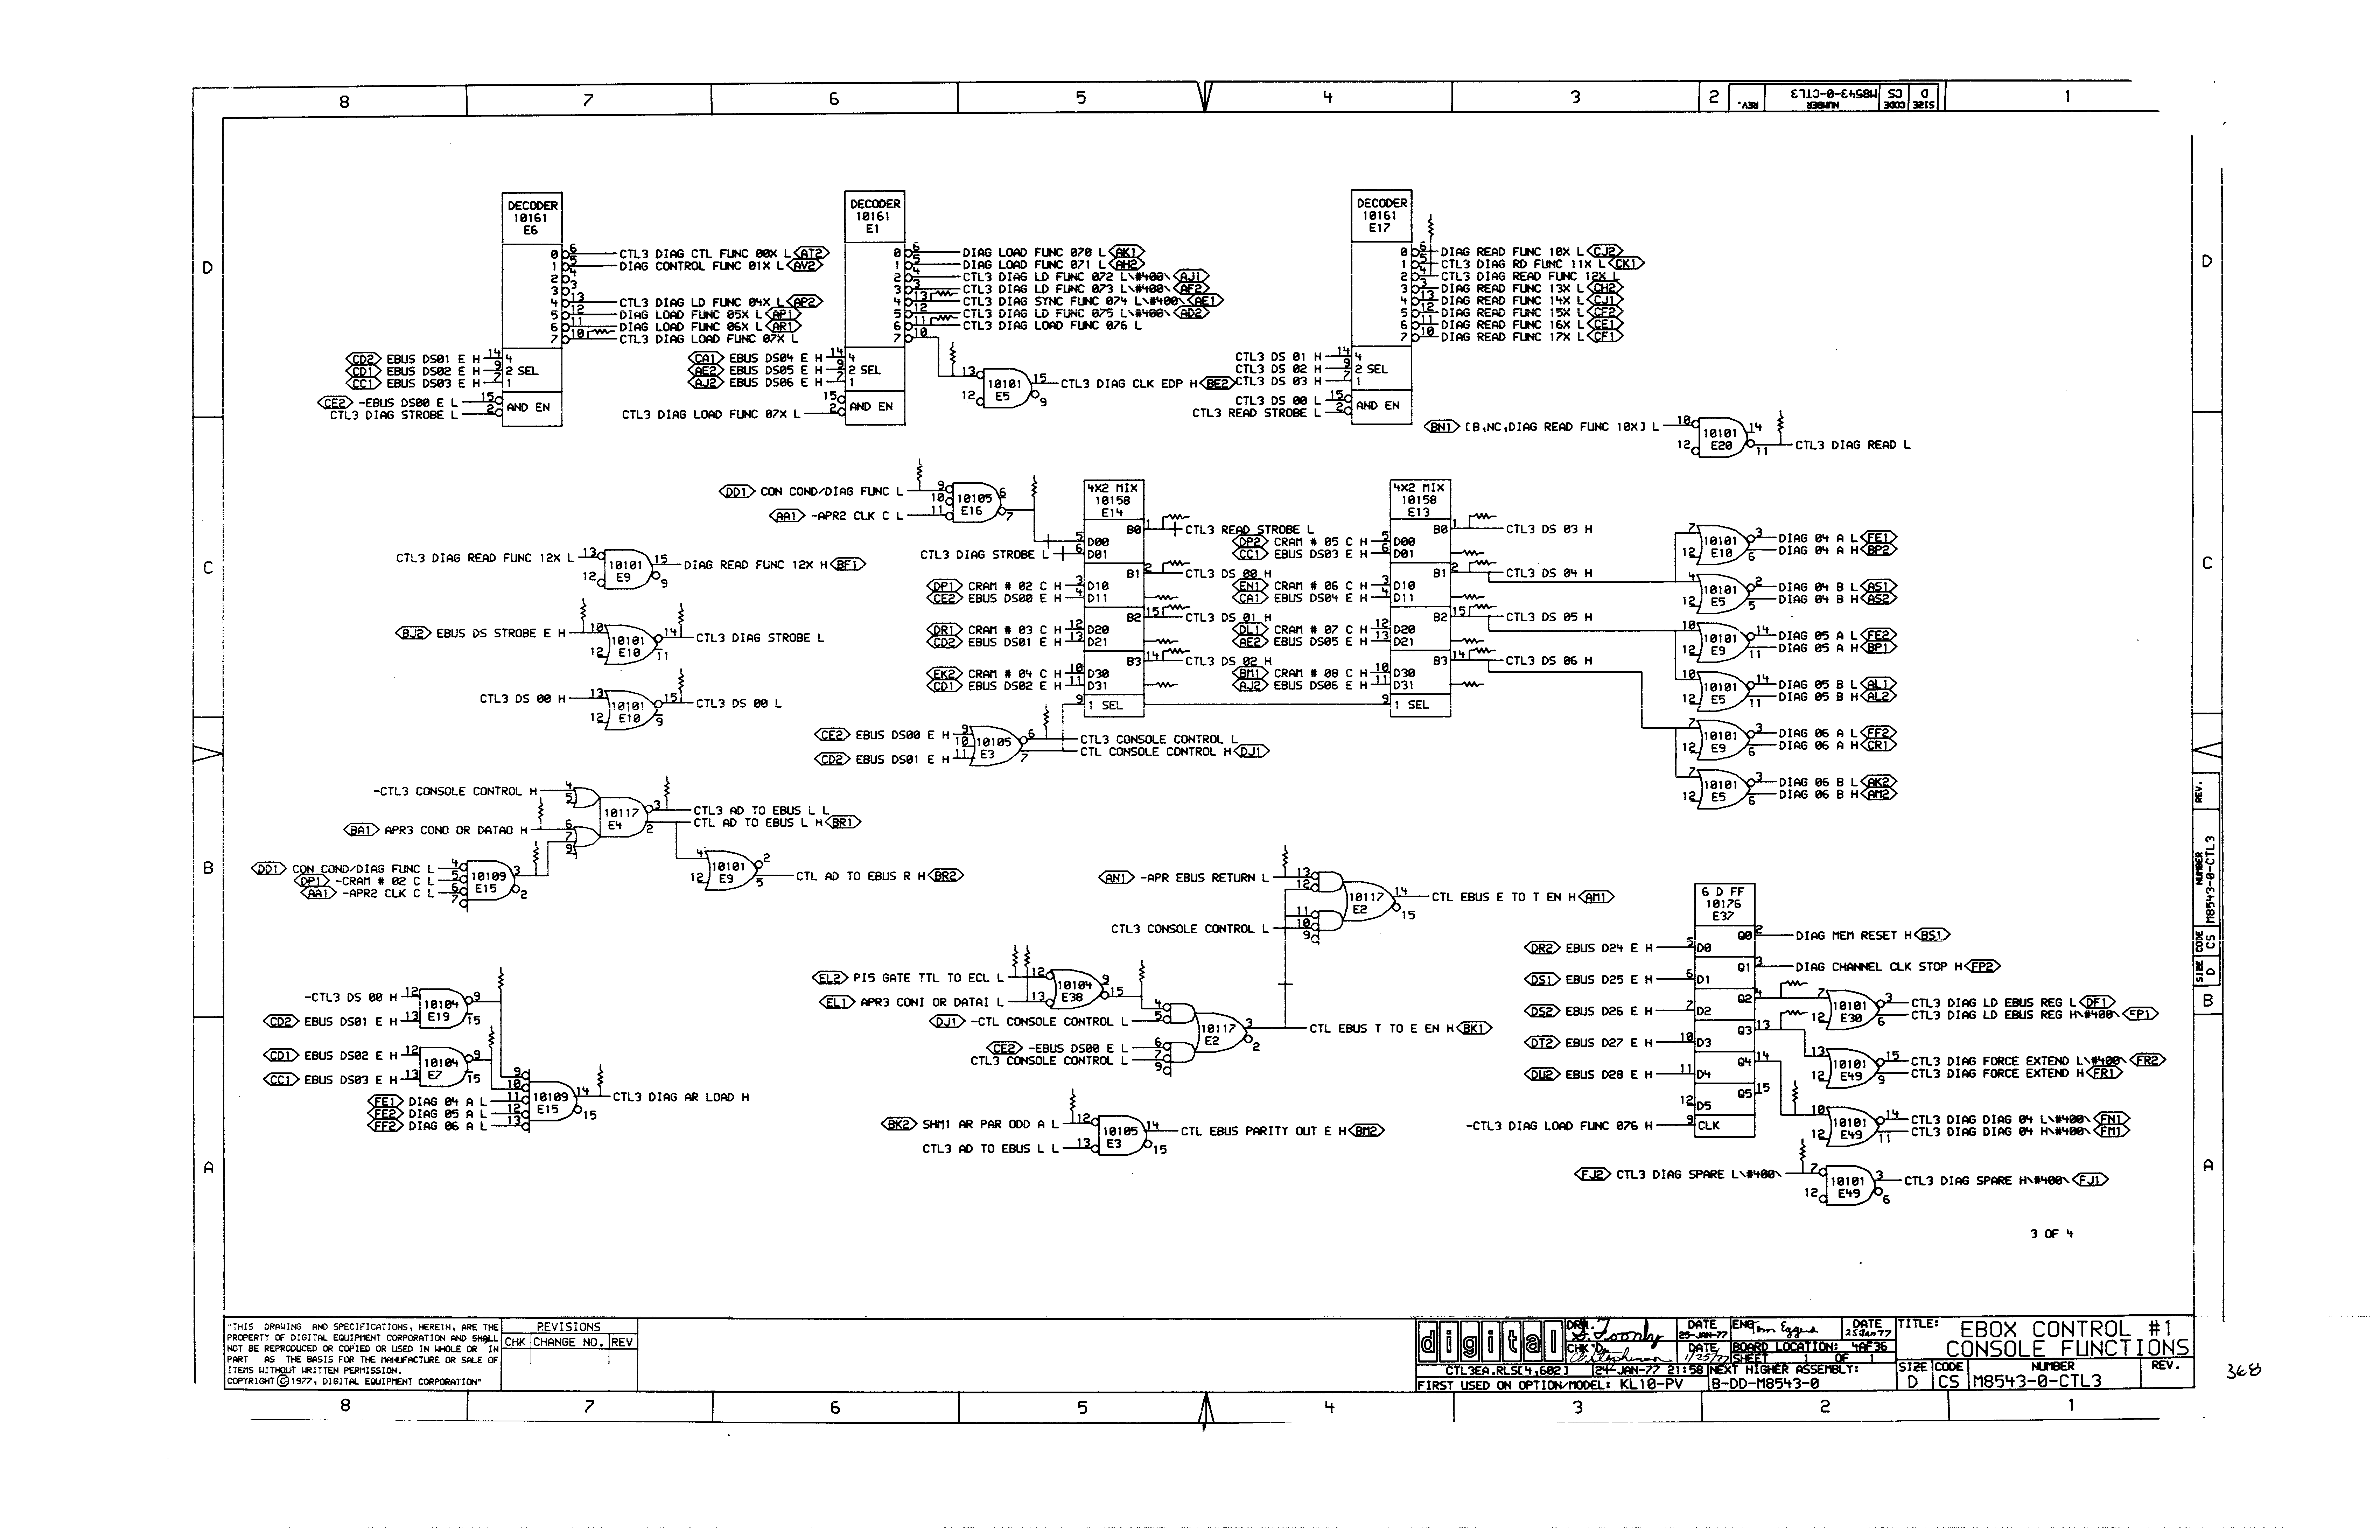 8 7 6 5 4 3 2 1
REV. NUMBER M8543-0-CTL3 CODE CS SIZE D
D
DECODER
10161
E6
0 6 CTL3 DIAG CTL FUNC 00X L AT2
1 5 DIAG CONTROL FUNC 01X L AV2
2 4
3 3
4 13 CTL3 DIAG LD FUNC 04X L AP2
5 12 DIAG LOAD FUNC 05X L AP1
6 11 DIAG LOAD FUNC 06X L AR1
7 10 CTL3 DIAG LOAD FUNC 07X L
CD2 EBUS DS01 E H 14 4
CD1 EBUS DS02 E H 9 2 SEL
CC1 EBUS DS03 E H 7 1
CE2 -EBUS DS00 E L 15
CTL3 DIAG STROBE L 2 AND EN
DECODER
10161
E1
0 6 DIAG LOAD FUNC 070 L AK1
1 5 DIAG LOAD FUNC 071 L AH2
2 4 CTL3 DIAG LD FUNC 072 L\#400\ AJ1
3 3 CTL3 DIAG LD FUNC 073 L\#400\ AF2
4 13 CTL3 DIAG SYNC FUNC 074 L\#400\ AE1
5 12 CTL3 DIAG LD FUNC 075 L\#400\ AD2
6 11 CTL3 DIAG LOAD FUNC 076 L
7 10
CA1 EBUS DS04 E H 14 4
AE2 EBUS DS05 E H 9 2 SEL
AJ2 EBUS DS06 E H 7 1
15
CTL3 DIAG LOAD FUNC 07X L 2 AND EN
13 12 10101 E5 15 9 CTL3 DIAG CLK EDP H BE2
DECODER
10161
E17
0 6 DIAG READ FUNC 10X L CJ2
1 5 CTL3 DIAG RD FUNC 11X L CK1
2 4 CTL3 DIAG READ FUNC 12X L
3 3 DIAG READ FUNC 13X L CH2
4 13 DIAG READ FUNC 14X L CJ1
5 12 DIAG READ FUNC 15X L CF2
6 11 DIAG READ FUNC 16X L CE1
7 10 DIAG READ FUNC 17X L CF1
CTL3 DS 01 H 14 4
CTL3 DS 02 H 9 2 SEL
CTL3 DS 03 H 7 1
CTL3 DS 00 L 15
CTL3 READ STROBE L 2 AND EN
BN1 [B,NC,DIAG READ FUNC 10X] L 10 12 10101 E20 14 11 CTL3 DIAG READ L
D
C
DD1 CON COND/DIAG FUNC L 9
10
AA1 -APR2 CLK C L 11
10105 E16 6 7
CTL3 DIAG READ FUNC 12X L 13 12 10101 E9 15 9 DIAG READ FUNC 12X H BF1
BJ2 EBUS DS STROBE E H 10 12 10101 E10 14 11 CTL3 DIAG STROBE L
CTL3 DS 00 H 13 12 10101 E10 15 9 CTL3 DS 00 L
4X2 MIX
10158
E14
B0 1 CTL3 READ STROBE L
5 D00
CTL3 DIAG STROBE L 6 D01
B1 2 CTL3 DS 00 H
DP1 CRAM # 02 C H 3 D10
CE2 EBUS DS00 E H 4 D11
B2 15 CTL3 DS 01 H
DR1 CRAM # 03 C H 12 D20
CD2 EBUS DS01 E H 13 D21
B3 14 CTL3 DS 02 H
EK2 CRAM # 04 C H 10 D30
CD1 EBUS DS02 E H 11 D31
9 1 SEL
4X2 MIX
10158
E13
B0 1 CTL3 DS 03 H
DP2 CRAM # 05 C H 5 D00
CC1 EBUS DS03 E H 6 D01
B1 2 CTL3 DS 04 H
EN1 CRAM # 06 C H 3 D10
CA1 EBUS DS04 E H 4 D11
B2 15 CTL3 DS 05 H
DL1 CRAM # 07 C H 12 D20
AE2 EBUS DS05 E H 13 D21
B3 14 CTL3 DS 06 H
BM1 CRAM # 08 C H 10 D30
AJ2 EBUS DS06 E H 11 D31
9 1 SEL
CE2 EBUS DS00 E H 9
10
CD2 EBUS DS01 E H 11
10105 E3
6 CTL3 CONSOLE CONTROL L
7 CTL CONSOLE CONTROL H DJ1
7 12 10101 E10
3 DIAG 04 A L FE1
6 DIAG 04 A H BP2
4 12 10101 E5
2 DIAG 04 B L AS1
5 DIAG 04 B H AS2
10 12 10101 E9
14 DIAG 05 A L FE2
11 DIAG 05 A H BP1
10 12 10101 E5
14 DIAG 05 B L AL1
11 DIAG 05 B H AL2
7 12 10101 E9
3 DIAG 06 A L FF2
6 DIAG 06 A H CR1
7 12 10101 E5
3 DIAG 06 B L AK2
6 DIAG 06 B H AM2
C
B
-CTL3 CONSOLE CONTROL H 4
5
BA1 APR3 CONO OR DATAO H 6
7
9
10117 E4
3 CTL3 AD TO EBUS L L
2 CTL AD TO EBUS L H BR1
DD1 CON COND/DIAG FUNC L 4
DP1 -CRAM # 02 C L 5
AA1 -APR2 CLK C L 6
7
10109 E15 3 2
4 12 10101 E9 2 5 CTL AD TO EBUS R H BR2
AN1 -APR EBUS RETURN L 13
12
11
CTL3 CONSOLE CONTROL L 10
9
10117 E2 14 15 CTL EBUS E TO T EN H AM1
EL2 PI5 GATE TTL TO ECL L 12
EL1 APR3 CONI OR DATAI L 13
10104 E38 9 15
DJ1 -CTL CONSOLE CONTROL L 4 5
CE2 -EBUS DS00 E L 6
CTL3 CONSOLE CONTROL L 7
9
10117 E2 3 2 CTL EBUS T TO E EN H BK1
6 D FF
10176
E37
Q0 2 DIAG MEM RESET H BS1
DR2 EBUS D24 E H 5 D0
Q1 3 DIAG CHANNEL CLK STOP H FP2
DS1 EBUS D25 E H 6 D1
Q2 4
DS2 EBUS D26 E H 7 D2
Q3 13
DT2 EBUS D27 E H 10 D3
Q4 14
DU2 EBUS D28 E H 11 D4
Q5 15
12 D5
-CTL3 DIAG LOAD FUNC 076 H 9 CLK
7 12 10101 E30
3 CTL3 DIAG LD EBUS REG L DF1
6 CTL3 DIAG LD EBUS REG H\#400\ EP1
13 12 10101 E49
15 CTL3 DIAG FORCE EXTEND L\#400\ FR2
9 CTL3 DIAG FORCE EXTEND H FR1
10 12 10101 E49
14 CTL3 DIAG DIAG 04 L\#400\ FN1
11 CTL3 DIAG DIAG 04 H\#400\ FM1
FJ2 CTL3 DIAG SPARE L\#400\ 7 12 10101 E49 3 6 CTL3 DIAG SPARE H\#400\ FJ1
B
A
-CTL3 DS 00 H 12
CD2 EBUS DS01 E H 13
10104 E19 9 15
CD1 EBUS DS02 E H 12
CC1 EBUS DS03 E H 13
10104 E7 9 15
9
10
FE1 DIAG 04 A L 11
FE2 DIAG 05 A L 12
FF2 DIAG 06 A L 13
10109 E15 14 15 CTL3 DIAG AR LOAD H
BK2 SHM1 AR PAR ODD A L 12
CTL3 AD TO EBUS L L 13
10105 E3 14 15 CTL EBUS PARITY OUT E H BM2
A
3 OF 4
REV.
NUMBER M8543-0-CTL3
SIZE D CODE CS
"THIS DRAWING AND SPECIFICATIONS, HEREIN, ARE THE
PROPERTY OF DIGITAL EQUIPMENT CORPORATION AND SHALL
NOT BE REPRODUCED OR COPIED OR USED IN WHOLE OR IN
PART AS THE BASIS FOR THE MANUFACTURE OR SALE OF
ITEMS WITHOUT WRITTEN PERMISSION.
COPYRIGHT © 1977, DIGITAL EQUIPMENT CORPORATION"
REVISIONS
CHK CHANGE NO. REV
digital
DRN. DATE 25-JAN-77 ENG Tom Eggers DATE 25JAN77
CHK'D DATE 1/25/77 BOARD LOCATION: 4AF36
SHEET 1 OF 1
CTL3EA.RLS[4,602] 24-JAN-77 21:58 NEXT HIGHER ASSEMBLY:
FIRST USED ON OPTION/MODEL: KL10-PV B-DD-M8543-0
TITLE: EBOX CONTROL #1
CONSOLE FUNCTIONS
SIZE D CODE CS NUMBER M8543-0-CTL3 REV.
368
8 7 6 5 4 3 2 1